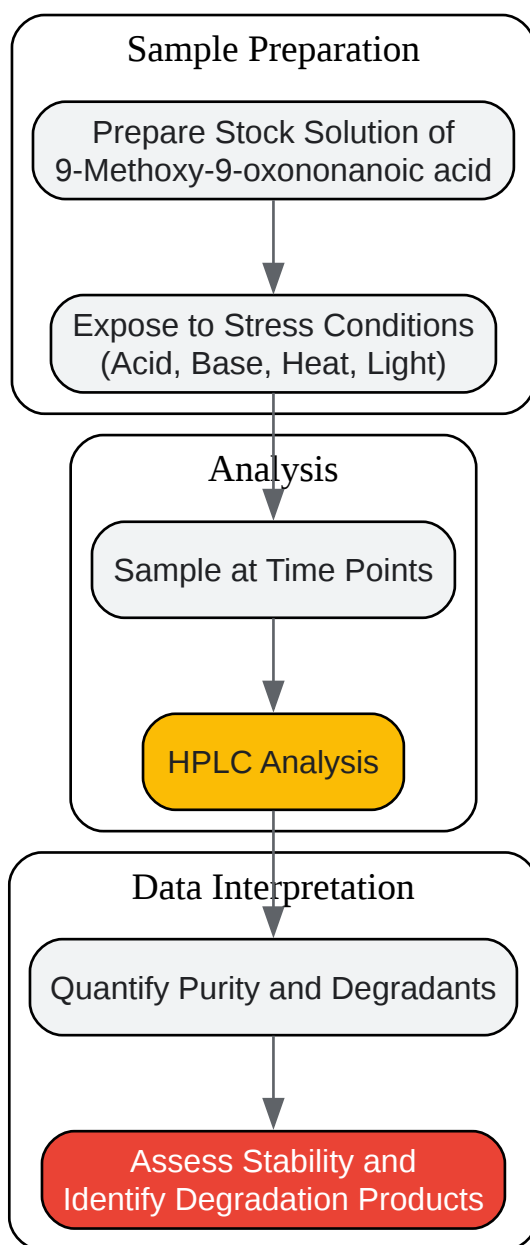 Sample Preparation
Prepare Stock Solution of
9-Methoxy-9-oxononanoic acid
Expose to Stress Conditions
(Acid, Base, Heat, Light)
Analysis
Sample at Time Points
HPLC Analysis
Data Interpretation
Quantify Purity and Degradants
Assess Stability and
Identify Degradation Products